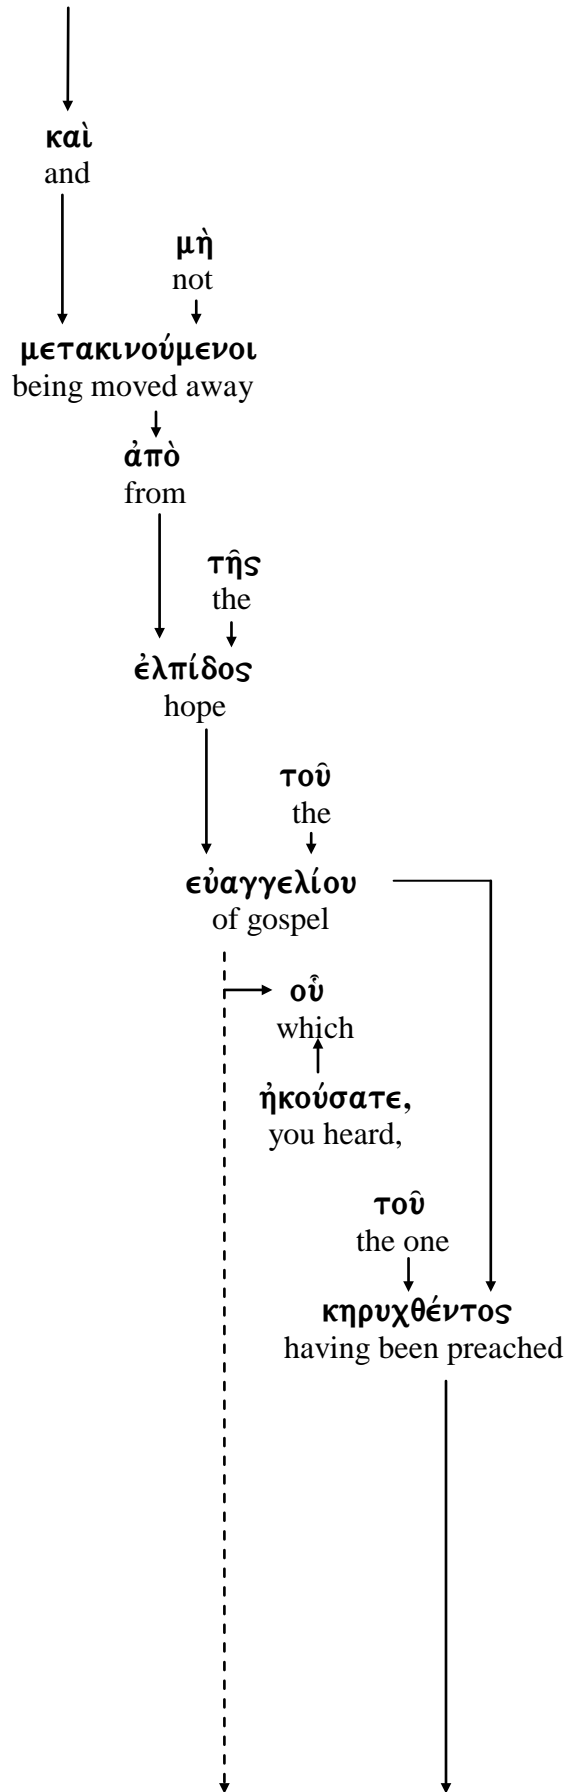 καὶ
and
μὴ
not
μετακινούμενοι
being moved away
ἀπὸ
from
τῆς
the
ἐλπίδος
hope
τοῦ
the
εὐαγγελίου
of gospel
οὗ
which
ἠκούσατε,
you heard,
τοῦ
the one
κηρυχθέντος
having been preached